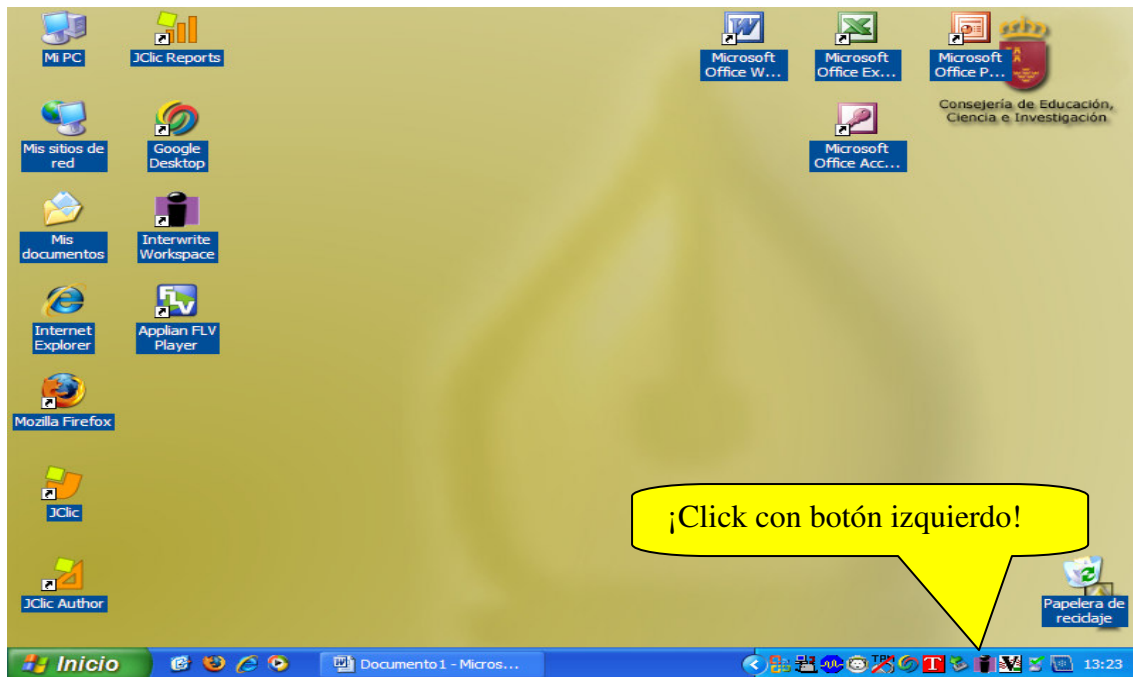 Mi PC
JClic Reports
Microsoft
Office W...
Microsoft
Office Ex...
Microsoft
Office P...
Consejería de Educación,
Ciencia e Investigación
Mis sitios de
red
Google
Desktop
Microsoft
Office Acc...
Mis
documentos
Interwrite
Workspace
Internet
Explorer
Applian FLV
Player
FLV
Mozilla Firefox
JClic
¡Click con botón izquierdo!
JClic Author
Papelera de
reciclaje
Inicio
Documento1 - Micros...
13:23